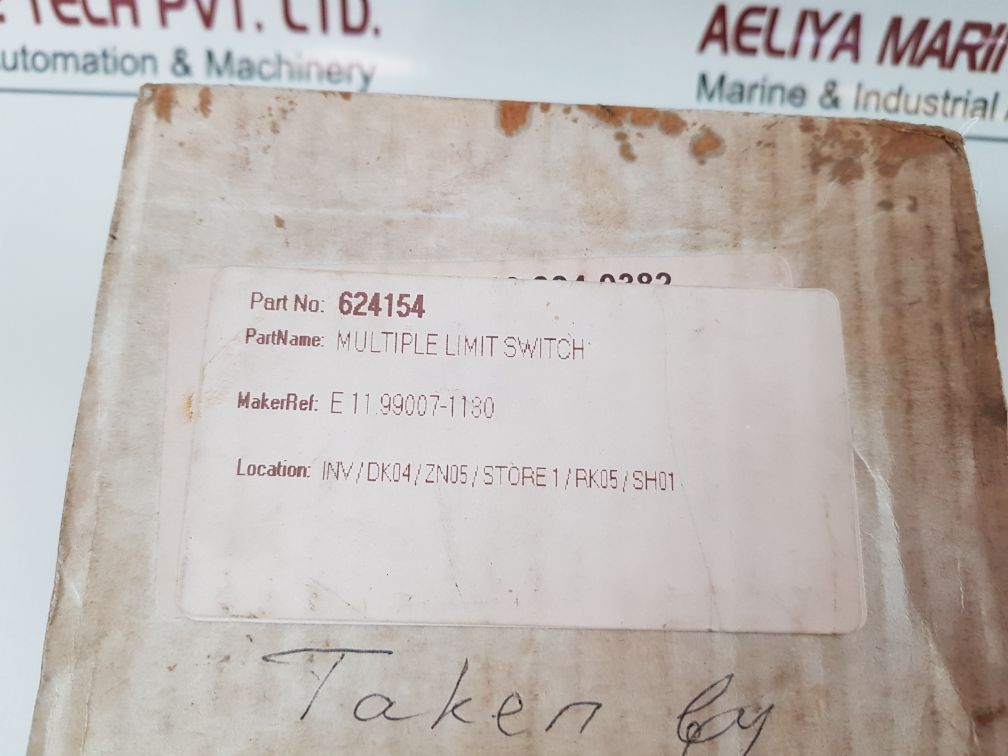 TECH PVT. LTD.
Automation & Machinery
AELIYA MARIN
Marine & Industrial
Part No: 624154
PartName: MULTIPLE LIMIT SWITCH
MakerRef: E 11.99007-1180
Location: INV / DK04 / ZN05 / STORE 1 / RK05 / SH01
Taken by